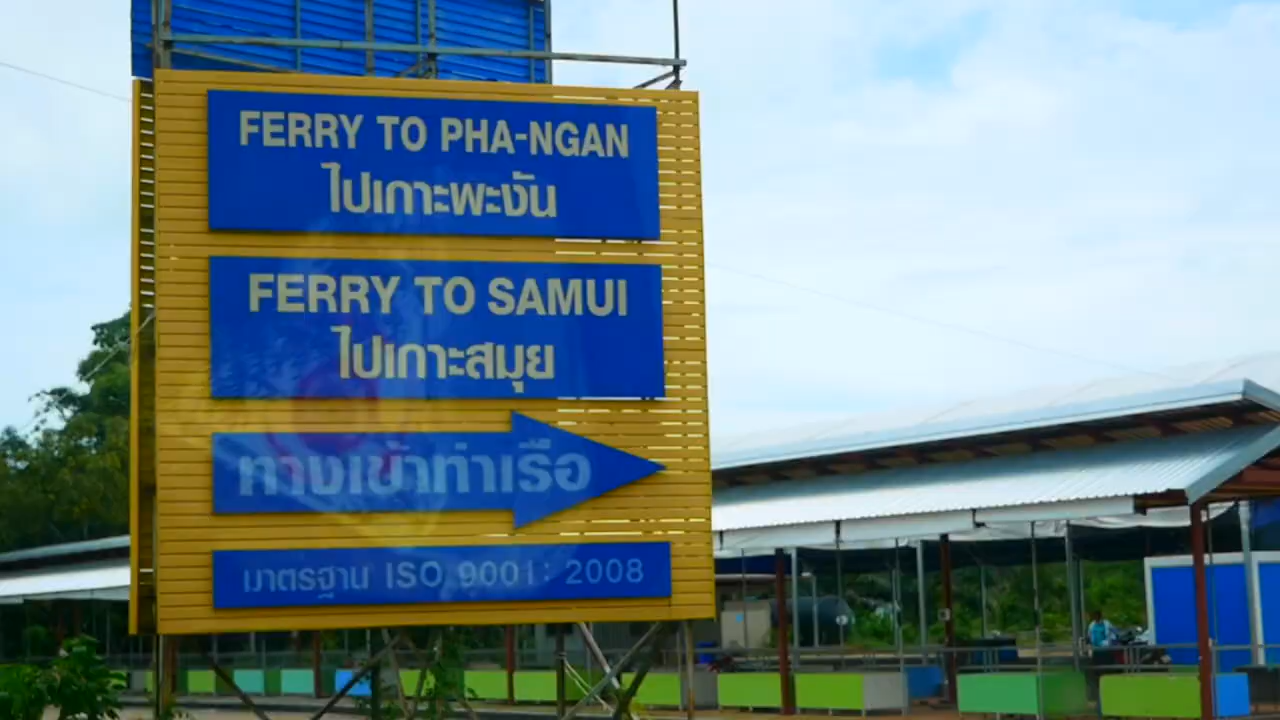 FERRY TO PHA-NGAN
ไปเกาะพะงัน
FERRY TO SAMUI
ไปเกาะสมุย
ทางเข้าท่าเรือ
มาตรฐาน ISO 9001: 2008